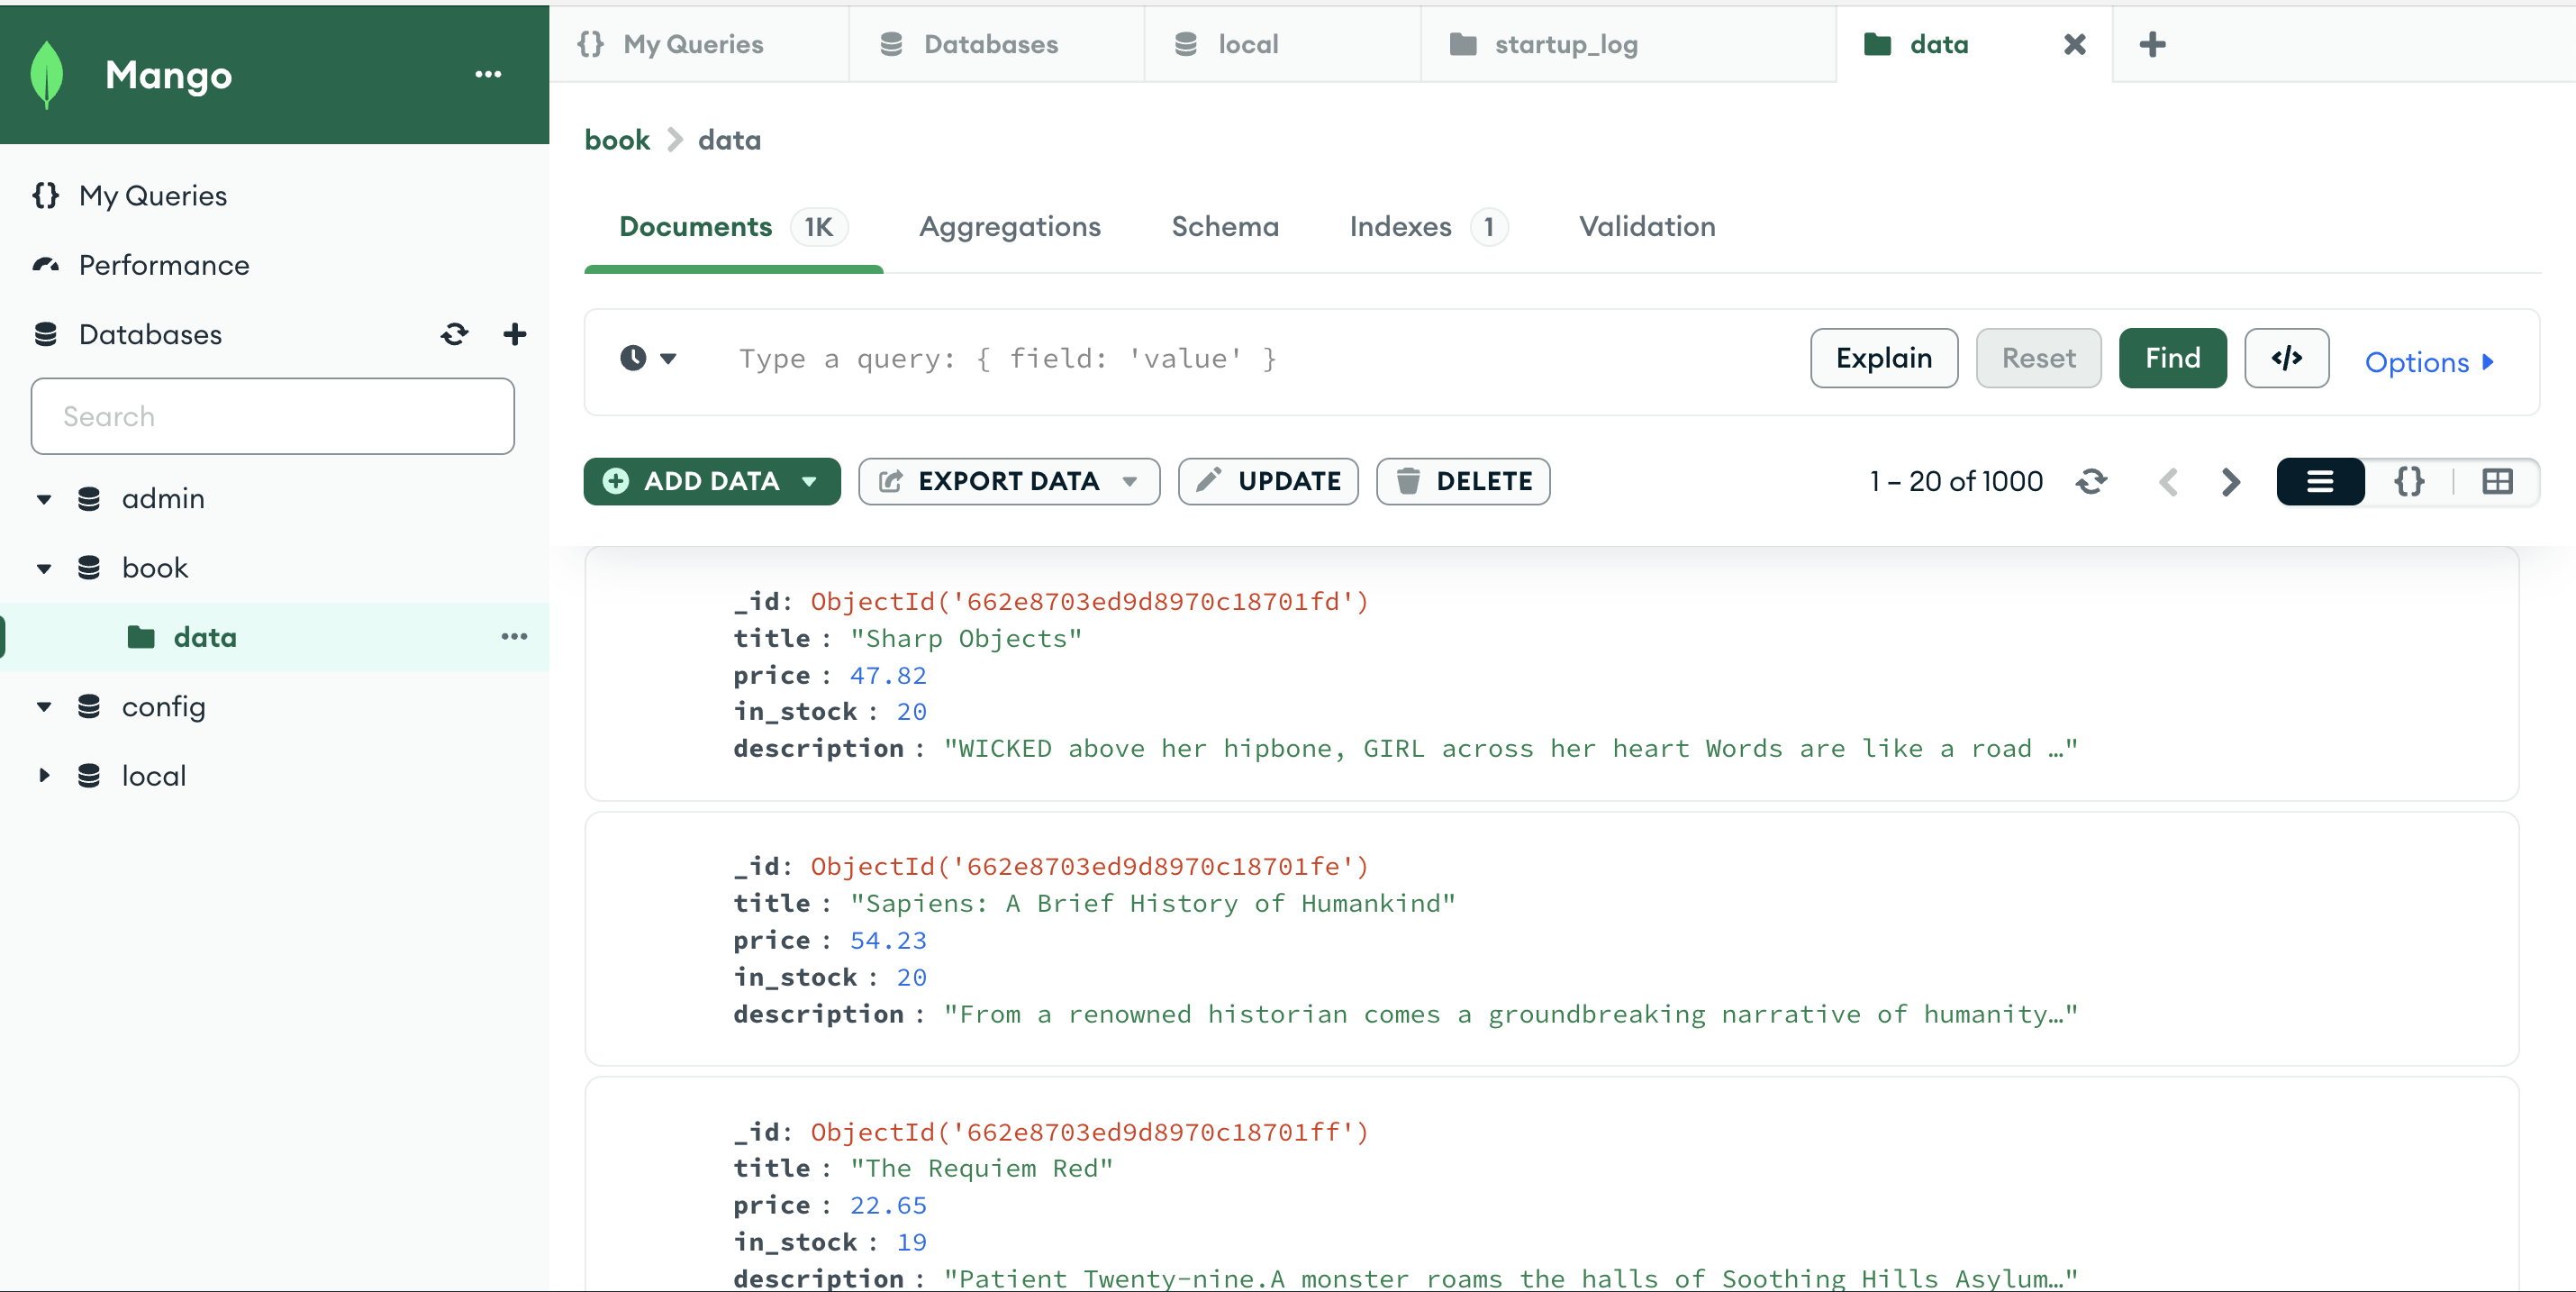 Mango
My Queries
Performance
Databases
Search
admin
book
data
config
local
My Queries
Databases
local
startup_log
data
book > data
Documents 1K Aggregations Schema Indexes 1 Validation
Type a query: { field: 'value' }
Explain Reset Find </> Options
ADD DATA EXPORT DATA UPDATE DELETE 1 – 20 of 1000 {}
_id: ObjectId('662e8703ed9d8970c18701fd')
title : "Sharp Objects"
price : 47.82
in_stock : 20
description : "WICKED above her hipbone, GIRL across her heart Words are like a road …"
_id: ObjectId('662e8703ed9d8970c18701fe')
title : "Sapiens: A Brief History of Humankind"
price : 54.23
in_stock : 20
description : "From a renowned historian comes a groundbreaking narrative of humanity…"
_id: ObjectId('662e8703ed9d8970c18701ff')
title : "The Requiem Red"
price : 22.65
in_stock : 19
description : "Patient Twenty-nine.A monster roams the halls of Soothing Hills Asylum…"